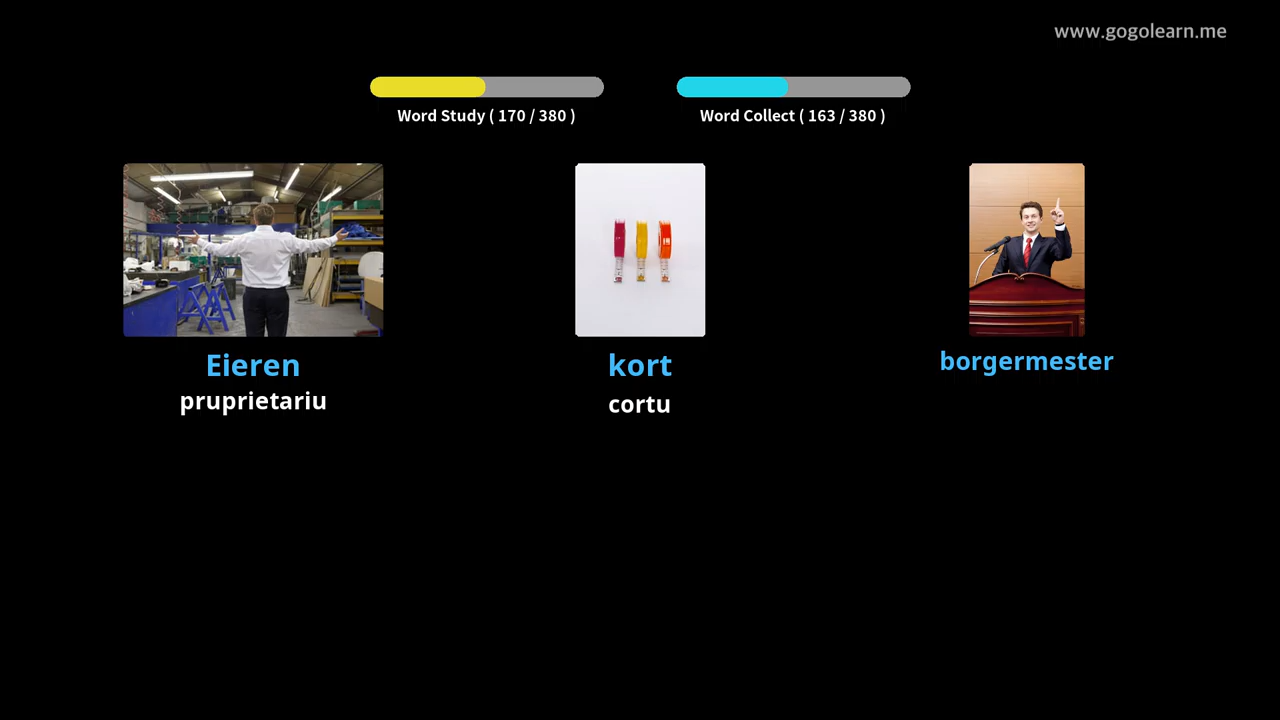 www.gogolearn.me
Word Study ( 170 / 380 )
Word Collect ( 163 / 380 )
Eieren
pruprietariu
kort
cortu
borgermester